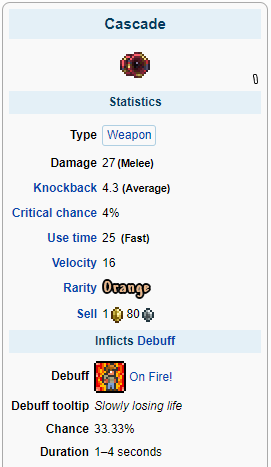 Cascade
Statistics
Type Weapon
Damage 27 (Melee)
Knockback 4.3 (Average)
Critical chance 4%
Use time 25 (Fast)
Velocity 16
Rarity Orange
Sell 1 80
Inflicts Debuff
Debuff On Fire!
Debuff tooltip Slowly losing life
Chance 33.33%
Duration 1–4 seconds